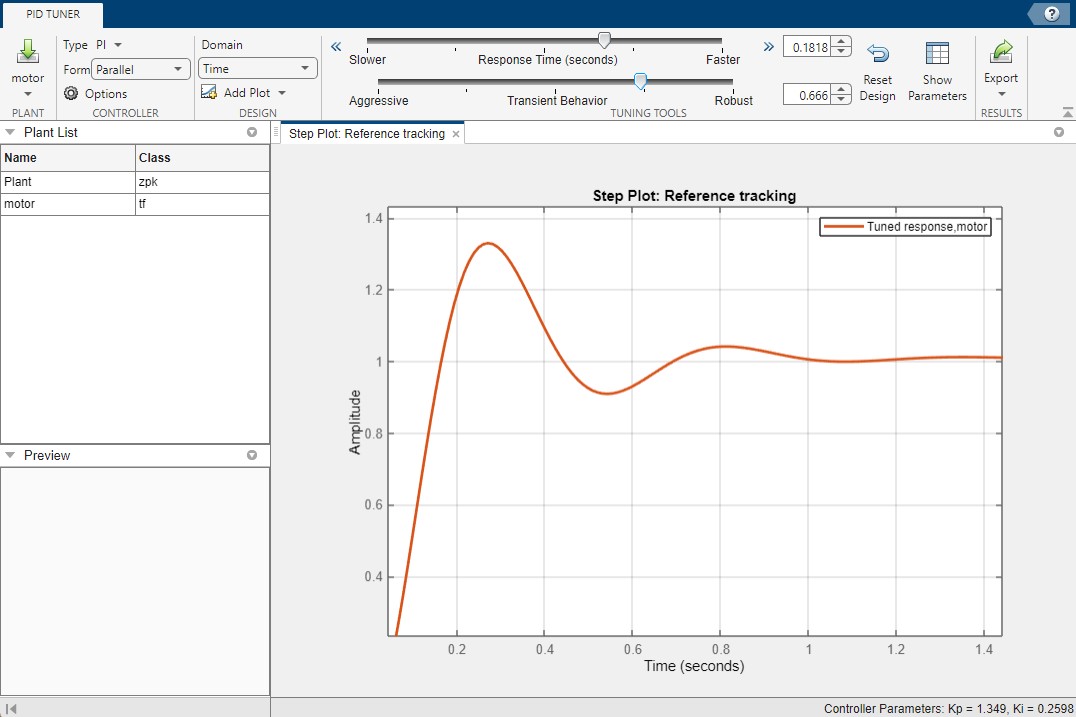 PID TUNER
?
motor
PLANT
Type PI
Form Parallel
Options
CONTROLLER
Domain
Time
Add Plot
DESIGN
Slower Response Time (seconds) Faster
0.1818
Aggressive Transient Behavior Robust
0.666
TUNING TOOLS
Reset Design
Show Parameters
Export
RESULTS
Plant List
Name Class
Plant zpk
motor tf
Preview
Step Plot: Reference tracking
Step Plot: Reference tracking
Tuned response,motor
1.4
1.2
1
0.8
0.6
0.4
Amplitude
0.2 0.4 0.6 0.8 1 1.2 1.4
Time (seconds)
Controller Parameters: Kp = 1.349, Ki = 0.2598